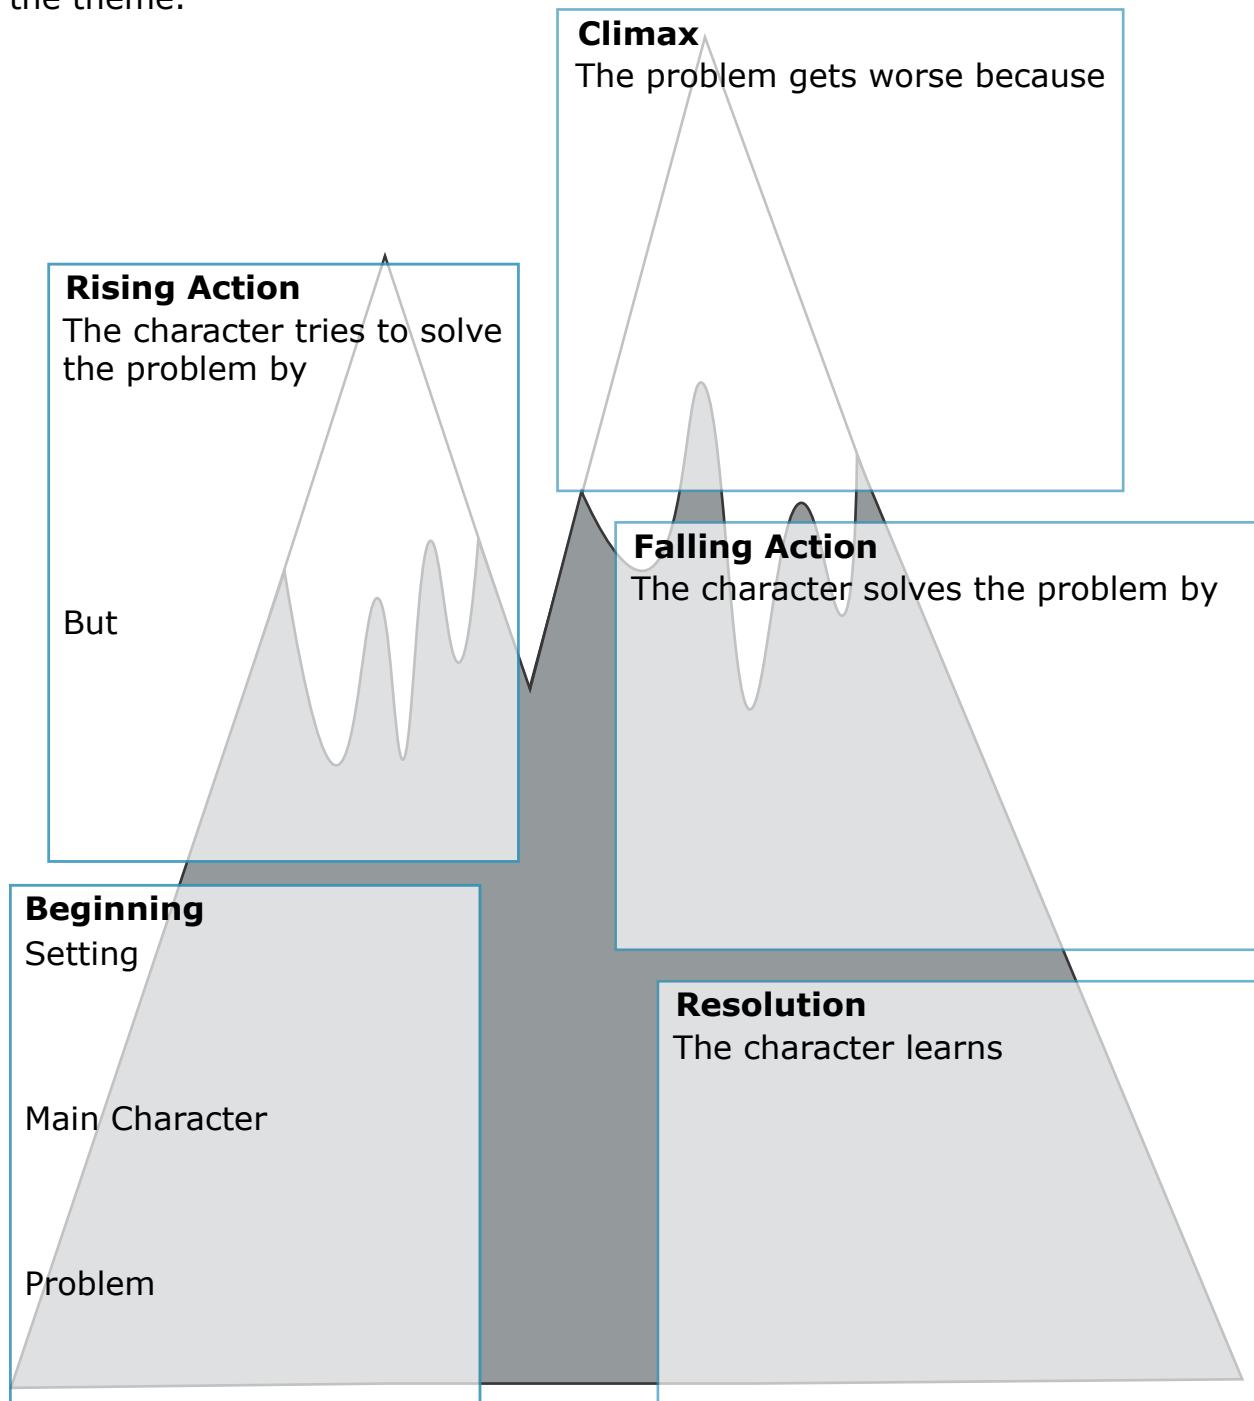 the theme.
Climax
The problem gets worse because
Rising Action
The character tries to solve
the problem by
But
Falling Action
The character solves the problem by
Beginning
Setting
Main Character
Problem
Resolution
The character learns